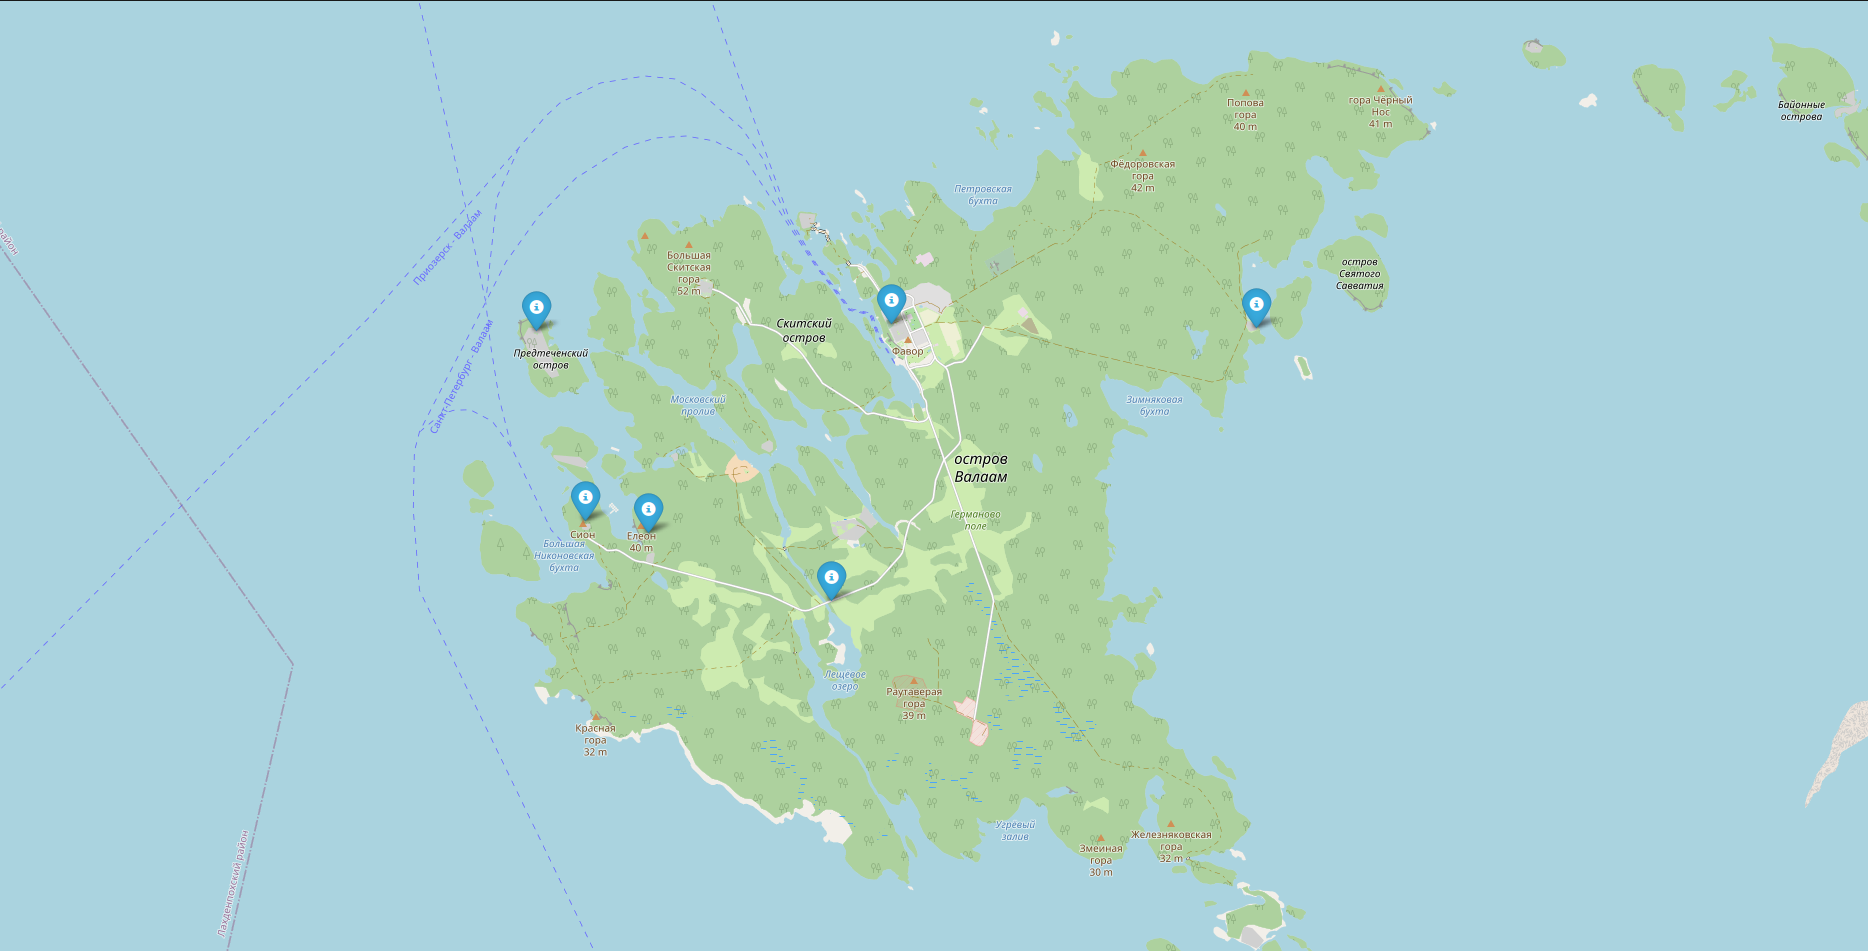 Попова
гора
40 m
гора Чёрный
Нос
41 m
Байонные
острова
Фёдоровская
гора
42 m
Петровская
бухта
район
Приозерск - Валаам
Большая
Скитская
гора
52 m
остров
Святого
Савватия
Скитский
остров
Фавор
Предтеченский
остров
Санкт-Петербург - Валаам
Московский
пролив
Зимняковая
бухта
остров
Валаам
Германово
поле
Сион
Елеон
40 m
Большая
Никоновская
бухта
Лещёвое
озеро
Раутаверая
гора
39 m
Красная
гора
32 m
Угрёвый
залив
Железняковская
гора
32 m
Змеиная
гора
30 m
Лахденпохский район